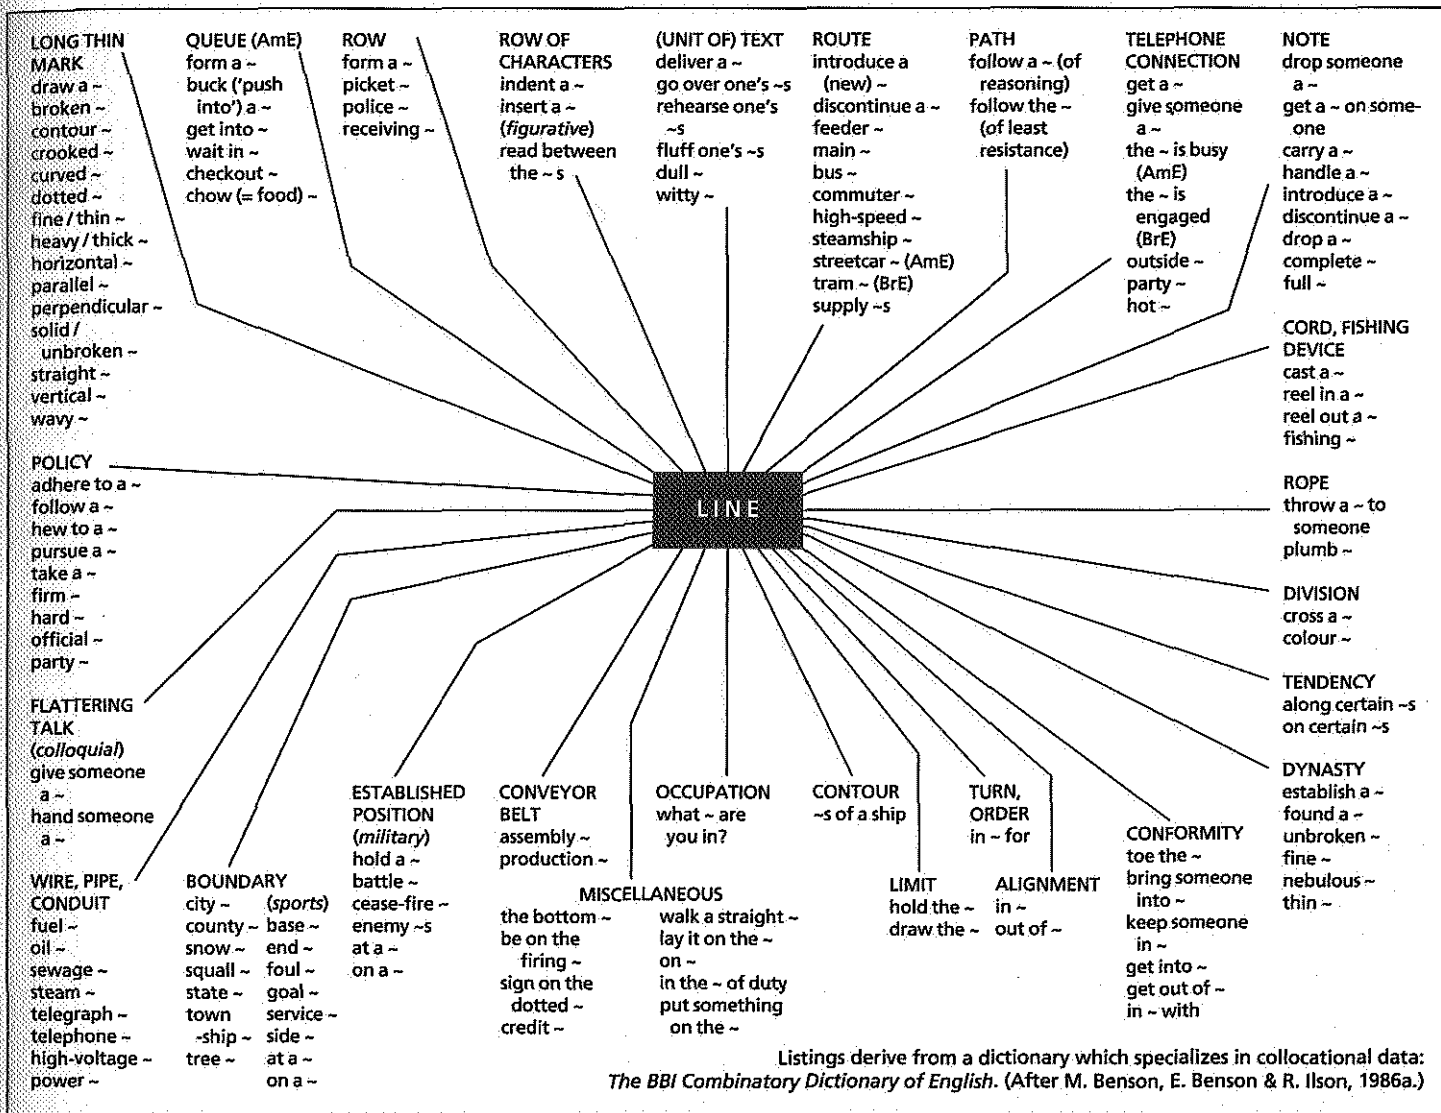 LONG THIN
MARK
draw a ~
broken ~
contour ~
crooked ~
curved ~
dotted ~
fine / thin ~
heavy / thick ~
horizontal ~
parallel ~
perpendicular ~
solid /
unbroken ~
straight ~
vertical ~
wavy ~
QUEUE (AmE)
form a ~
buck ('push
into') a ~
get into ~
wait in ~
checkout ~
chow (= food) ~
ROW
form a ~
picket ~
police ~
receiving ~
ROW OF
CHARACTERS
indent a ~
insert a ~
(figurative)
read between
the ~ s
(UNIT OF) TEXT
deliver a ~
go over one's ~s
rehearse one's
~s
fluff one's ~s
dull ~
witty ~
ROUTE
introduce a
(new) ~
discontinue a ~
feeder ~
main ~
bus ~
commuter ~
high-speed ~
steamship ~
streetcar ~ (AmE)
tram ~ (BrE)
supply ~s
PATH
follow a ~ (of
reasoning)
follow the ~
(of least
resistance)
TELEPHONE
CONNECTION
get a ~
give someone
a ~
the ~ is busy
(AmE)
the ~ is
engaged
(BrE)
outside ~
party ~
hot ~
NOTE
drop someone
a ~
get a ~ on some-
one
carry a ~
handle a ~
introduce a ~
discontinue a ~
drop a ~
complete ~
full ~
CORD, FISHING
DEVICE
cast a ~
reel in a ~
reel out a ~
fishing ~
POLICY
adhere to a ~
follow a ~
hew to a ~
pursue a ~
take a ~
firm ~
hard ~
official ~
party ~
LINE
ROPE
throw a ~ to
someone
plumb ~
DIVISION
cross a ~
colour ~
TENDENCY
along certain ~s
on certain ~s
DYNASTY
establish a ~
found a ~
unbroken ~
fine ~
nebulous ~
thin ~
FLATTERING
TALK
(colloquial)
give someone
a ~
hand someone
a ~
WIRE, PIPE,
CONDUIT
fuel ~
oil ~
sewage ~
steam ~
telegraph ~
telephone ~
high-voltage ~
power ~
BOUNDARY
city ~
county ~
snow ~
squall ~
state ~
town
-ship ~
tree ~
(sports)
base ~
end ~
foul ~
goal ~
service ~
side ~
at a ~
on a ~
ESTABLISHED
POSITION
(military)
hold a ~
battle ~
cease-fire ~
enemy ~s
at a ~
on a ~
CONVEYOR
BELT
assembly ~
production ~
OCCUPATION
what ~ are
you in?
MISCELLANEOUS
the bottom ~
be on the
firing ~
sign on the
dotted ~
credit ~
walk a straight ~
lay it on the ~
on ~
in the ~ of duty
put something
on the ~
CONTOUR
~s of a ship
LIMIT
hold the ~
draw the ~
TURN,
ORDER
in ~ for
ALIGNMENT
in ~
out of ~
CONFORMITY
toe the ~
bring someone
into ~
keep someone
in ~
get into ~
get out of ~
in ~ with
Listings derive from a dictionary which specializes in collocational data:
The BBI Combinatory Dictionary of English. (After M. Benson, E. Benson & R. Ilson, 1986a.)